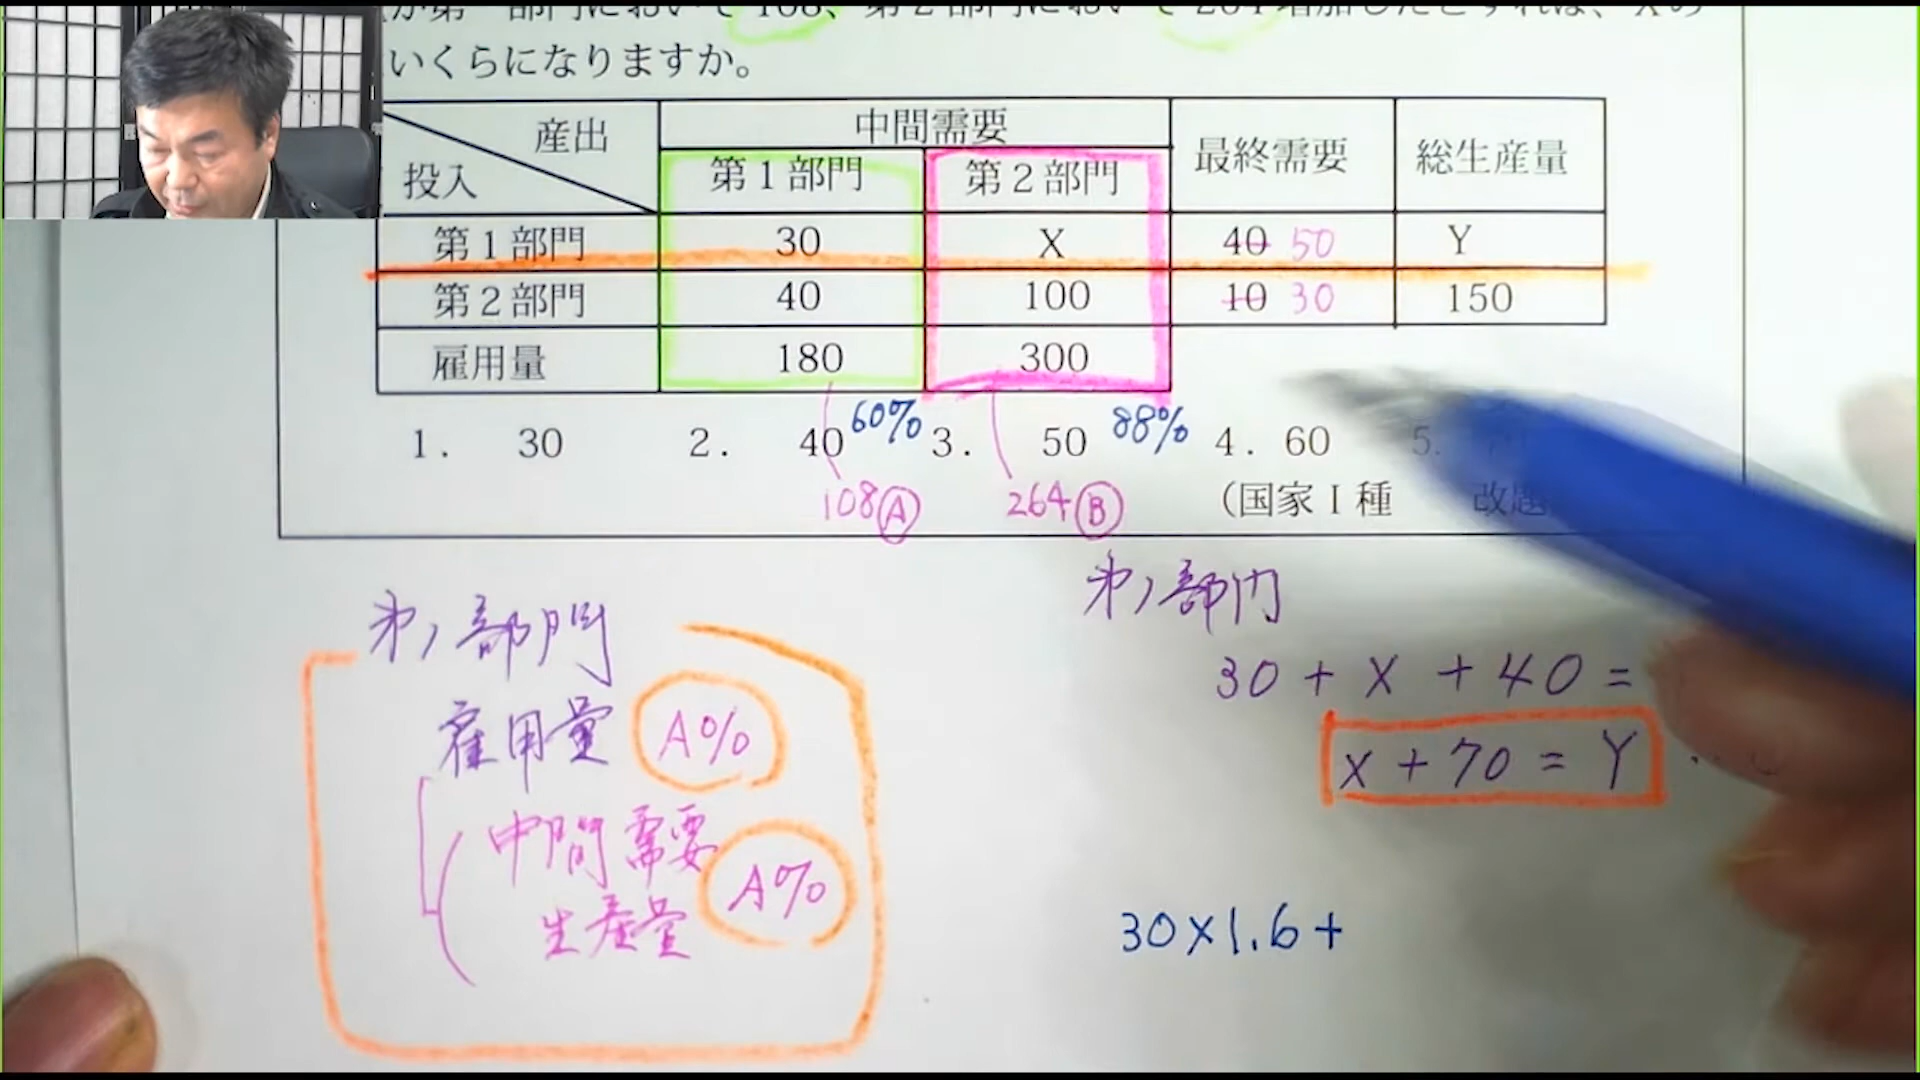 いくらになりますか。
産出
投入
中間需要
第1部門
第2部門
最終需要
総生産量
第1部門 30 X 40 50 Y
第2部門 40 100 10 30 150
雇用量 180 300
60% 88%
1. 30 2. 40 3. 50 4. 60 5.
108Ⓐ 264Ⓑ
(国家Ⅰ種 改題
第1部門
雇用量 A%
中間需要
生産量 A%
第1部門
30 + X + 40 =
X + 70 = Y
30×1.6+